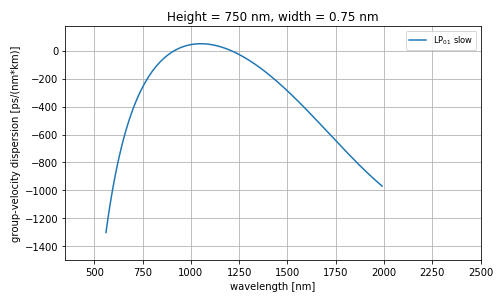 Height = 750 nm, width = 0.75 nm
LP₀₁ slow
group-velocity dispersion [ps/(nm*km)]
0
−200
−400
−600
−800
−1000
−1200
−1400
500 750 1000 1250 1500 1750 2000 2250 2500
wavelength [nm]